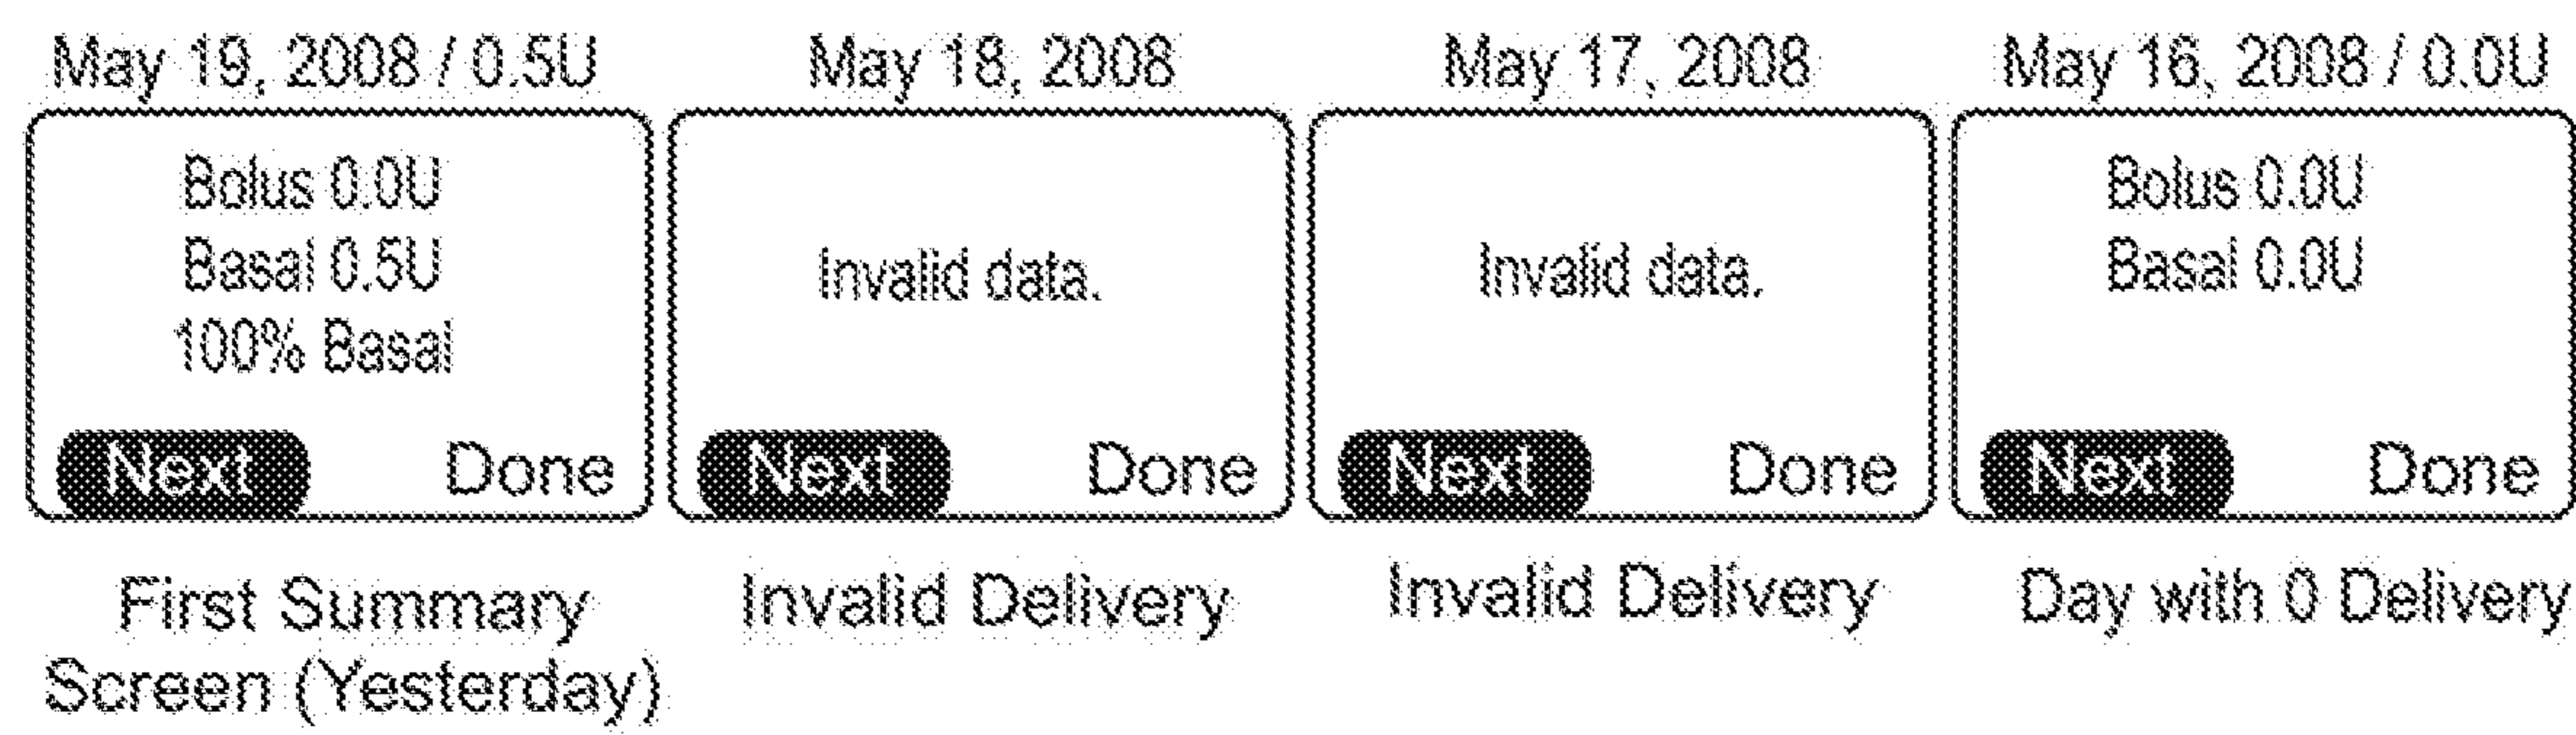 May 19, 2008 / 0.5U
Bolus 0.0U
Basal 0.5U
100% Basal
Next Done
First Summary
Screen (Yesterday)
May 18, 2008
Invalid data.
Next Done
Invalid Delivery
May 17, 2008
Invalid data.
Next Done
Invalid Delivery
May 16, 2008 / 0.0U
Bolus 0.0U
Basal 0.0U
Next Done
Day with 0 Delivery